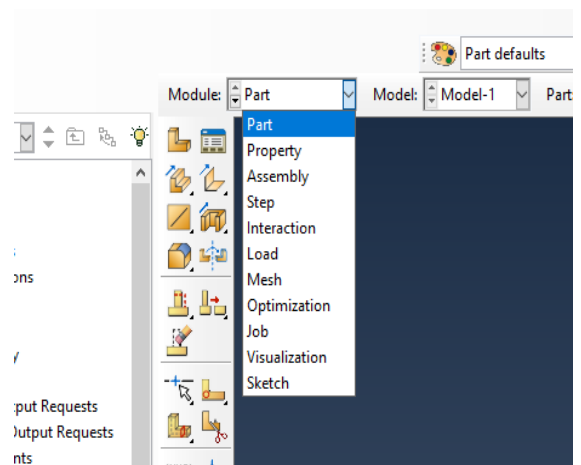 Part defaults
Module: Part Model: Model-1 Part
Part
Property
Assembly
Step
Interaction
Load
Mesh
Optimization
Job
Visualization
Sketch
ons
y
tput Requests
Output Requests
nts